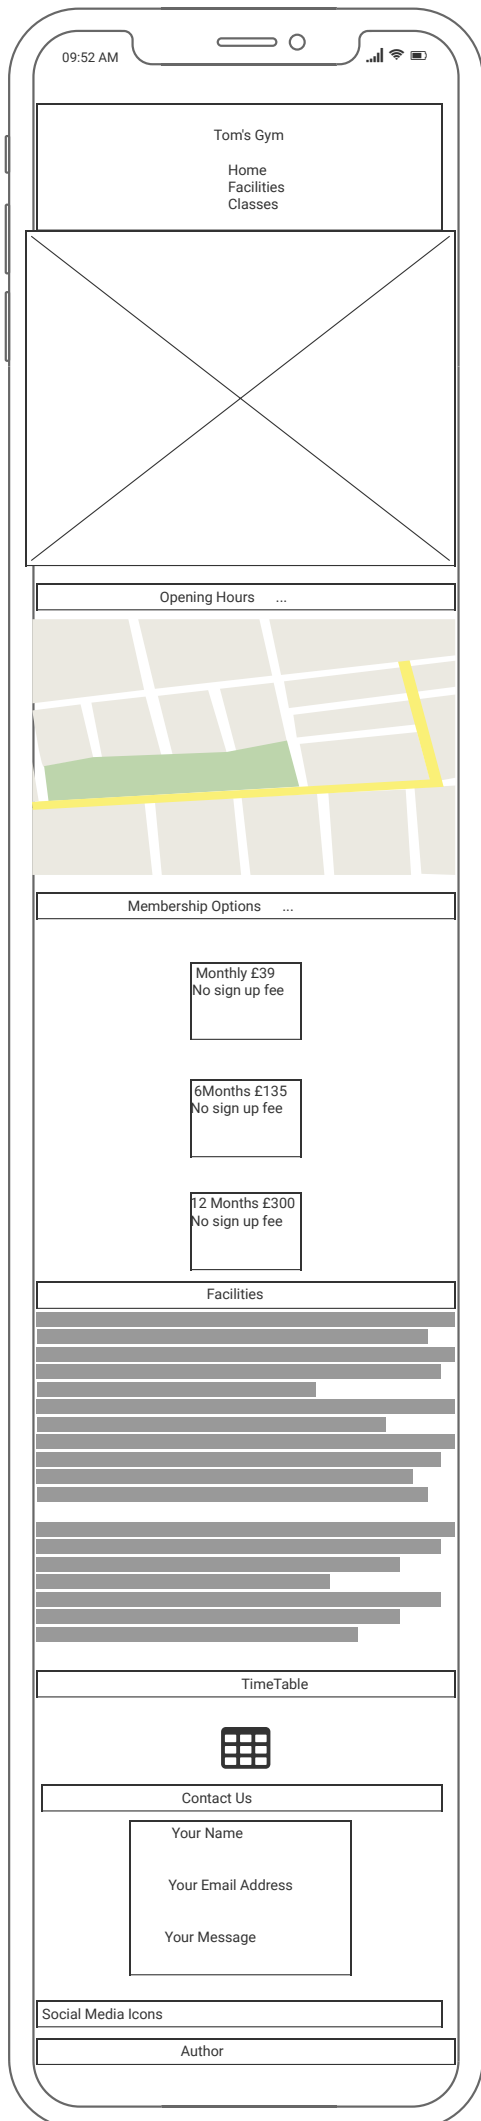 09:52 AM
Tom's Gym
Home
Facilities
Classes
Opening Hours ...
Membership Options ...
Monthly £39
No sign up fee
6Months £135
No sign up fee
12 Months £300
No sign up fee
Facilities
TimeTable
Contact Us
Your Name
Your Email Address
Your Message
Social Media Icons
Author